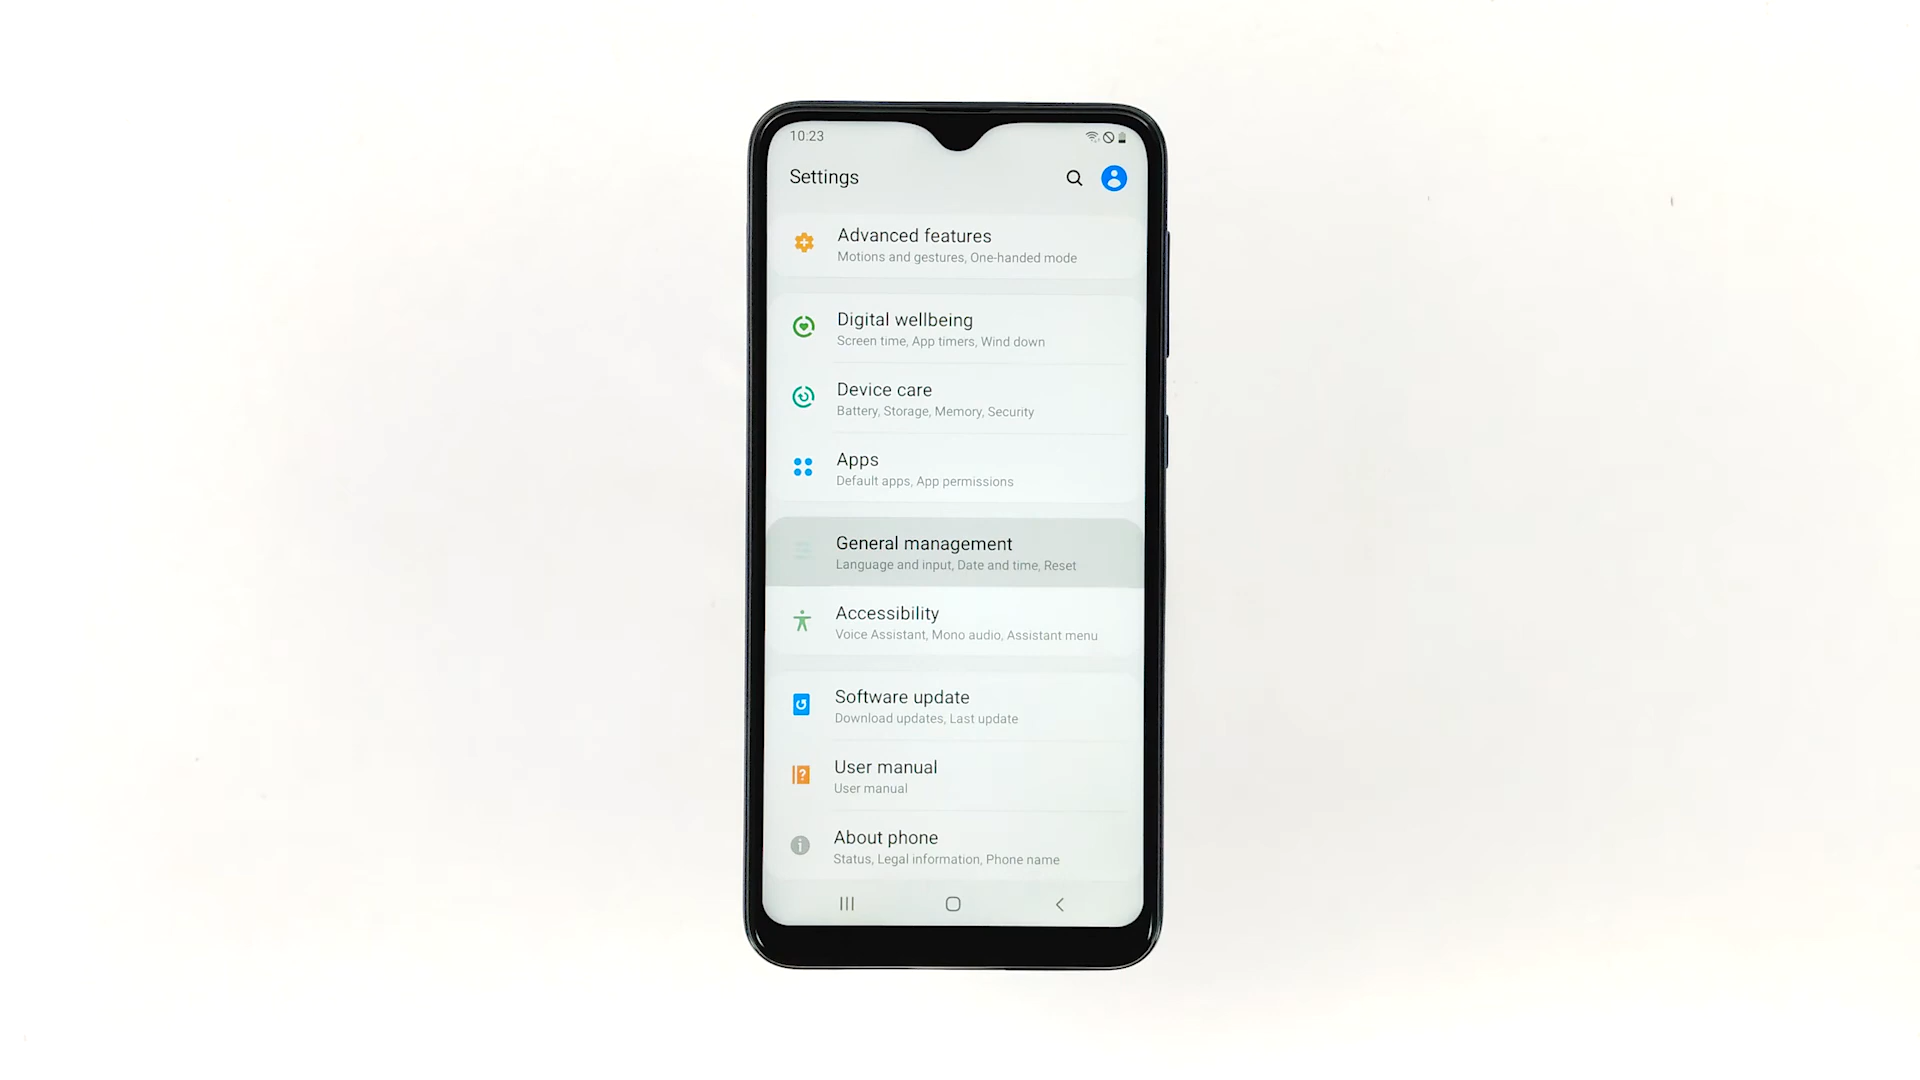 10:23
Settings
Advanced features
Motions and gestures, One-handed mode
Digital wellbeing
Screen time, App timers, Wind down
Device care
Battery, Storage, Memory, Security
Apps
Default apps, App permissions
General management
Language and input, Date and time, Reset
Accessibility
Voice Assistant, Mono audio, Assistant menu
Software update
Download updates, Last update
User manual
User manual
About phone
Status, Legal information, Phone name